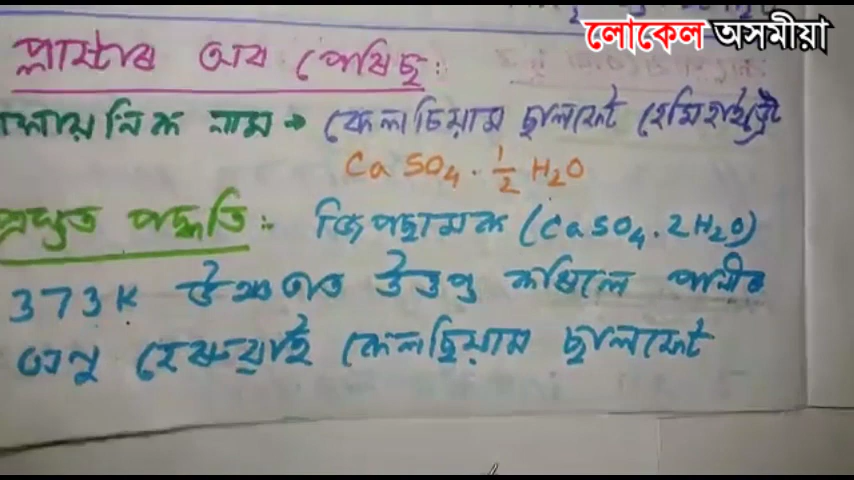 লোকেল অসমীয়া
প্লাষ্টাৰ অব পেৰিছ :
নাম → কেলচিয়াম ছালফেট হেমিহাইড্ৰেট
CaSO₄ · 1/2 H₂O
প্ৰস্তুত পদ্ধতি : জিপছামক (CaSO₄ . 2H₂O)
373K উষ্ণতাত উত্তপ্ত কৰিলে পানীৰ
অনু হেৰুৱাই কেলছিয়াম ছালফেট